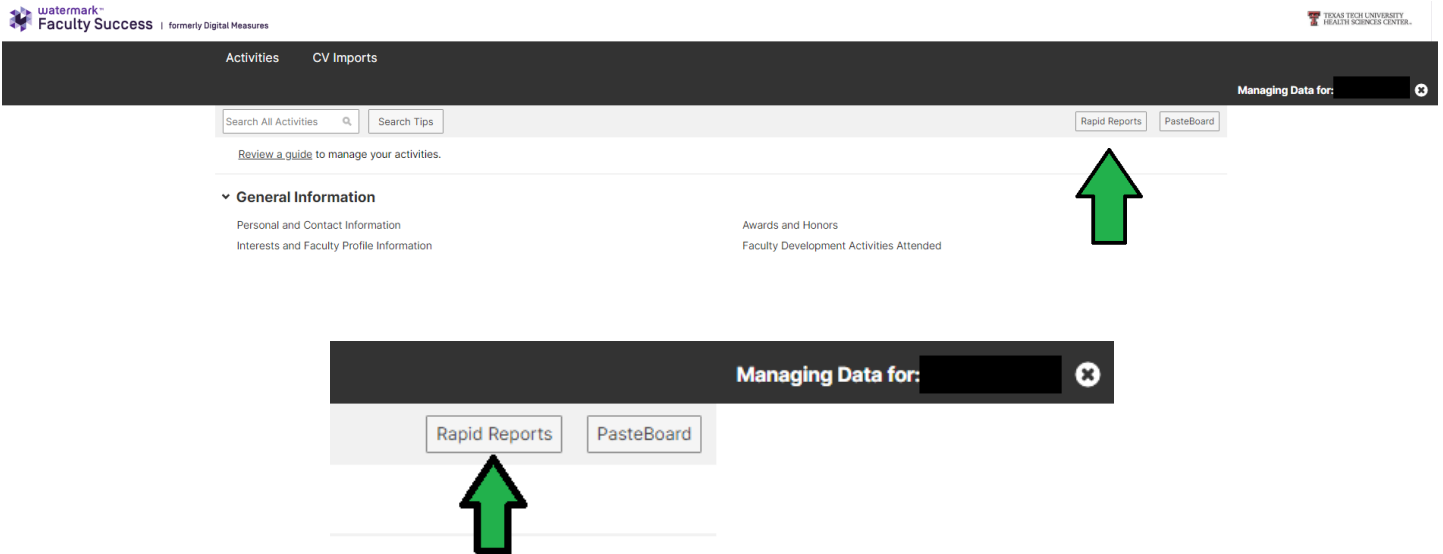 watermark™
Faculty Success | formerly Digital Measures
TEXAS TECH UNIVERSITY
HEALTH SCIENCES CENTER
Activities CV Imports
Managing Data for:
Search All Activities Search Tips Rapid Reports PasteBoard
Review a guide to manage your activities.
General Information
Personal and Contact Information Awards and Honors
Interests and Faculty Profile Information Faculty Development Activities Attended
Managing Data for:
Rapid Reports PasteBoard